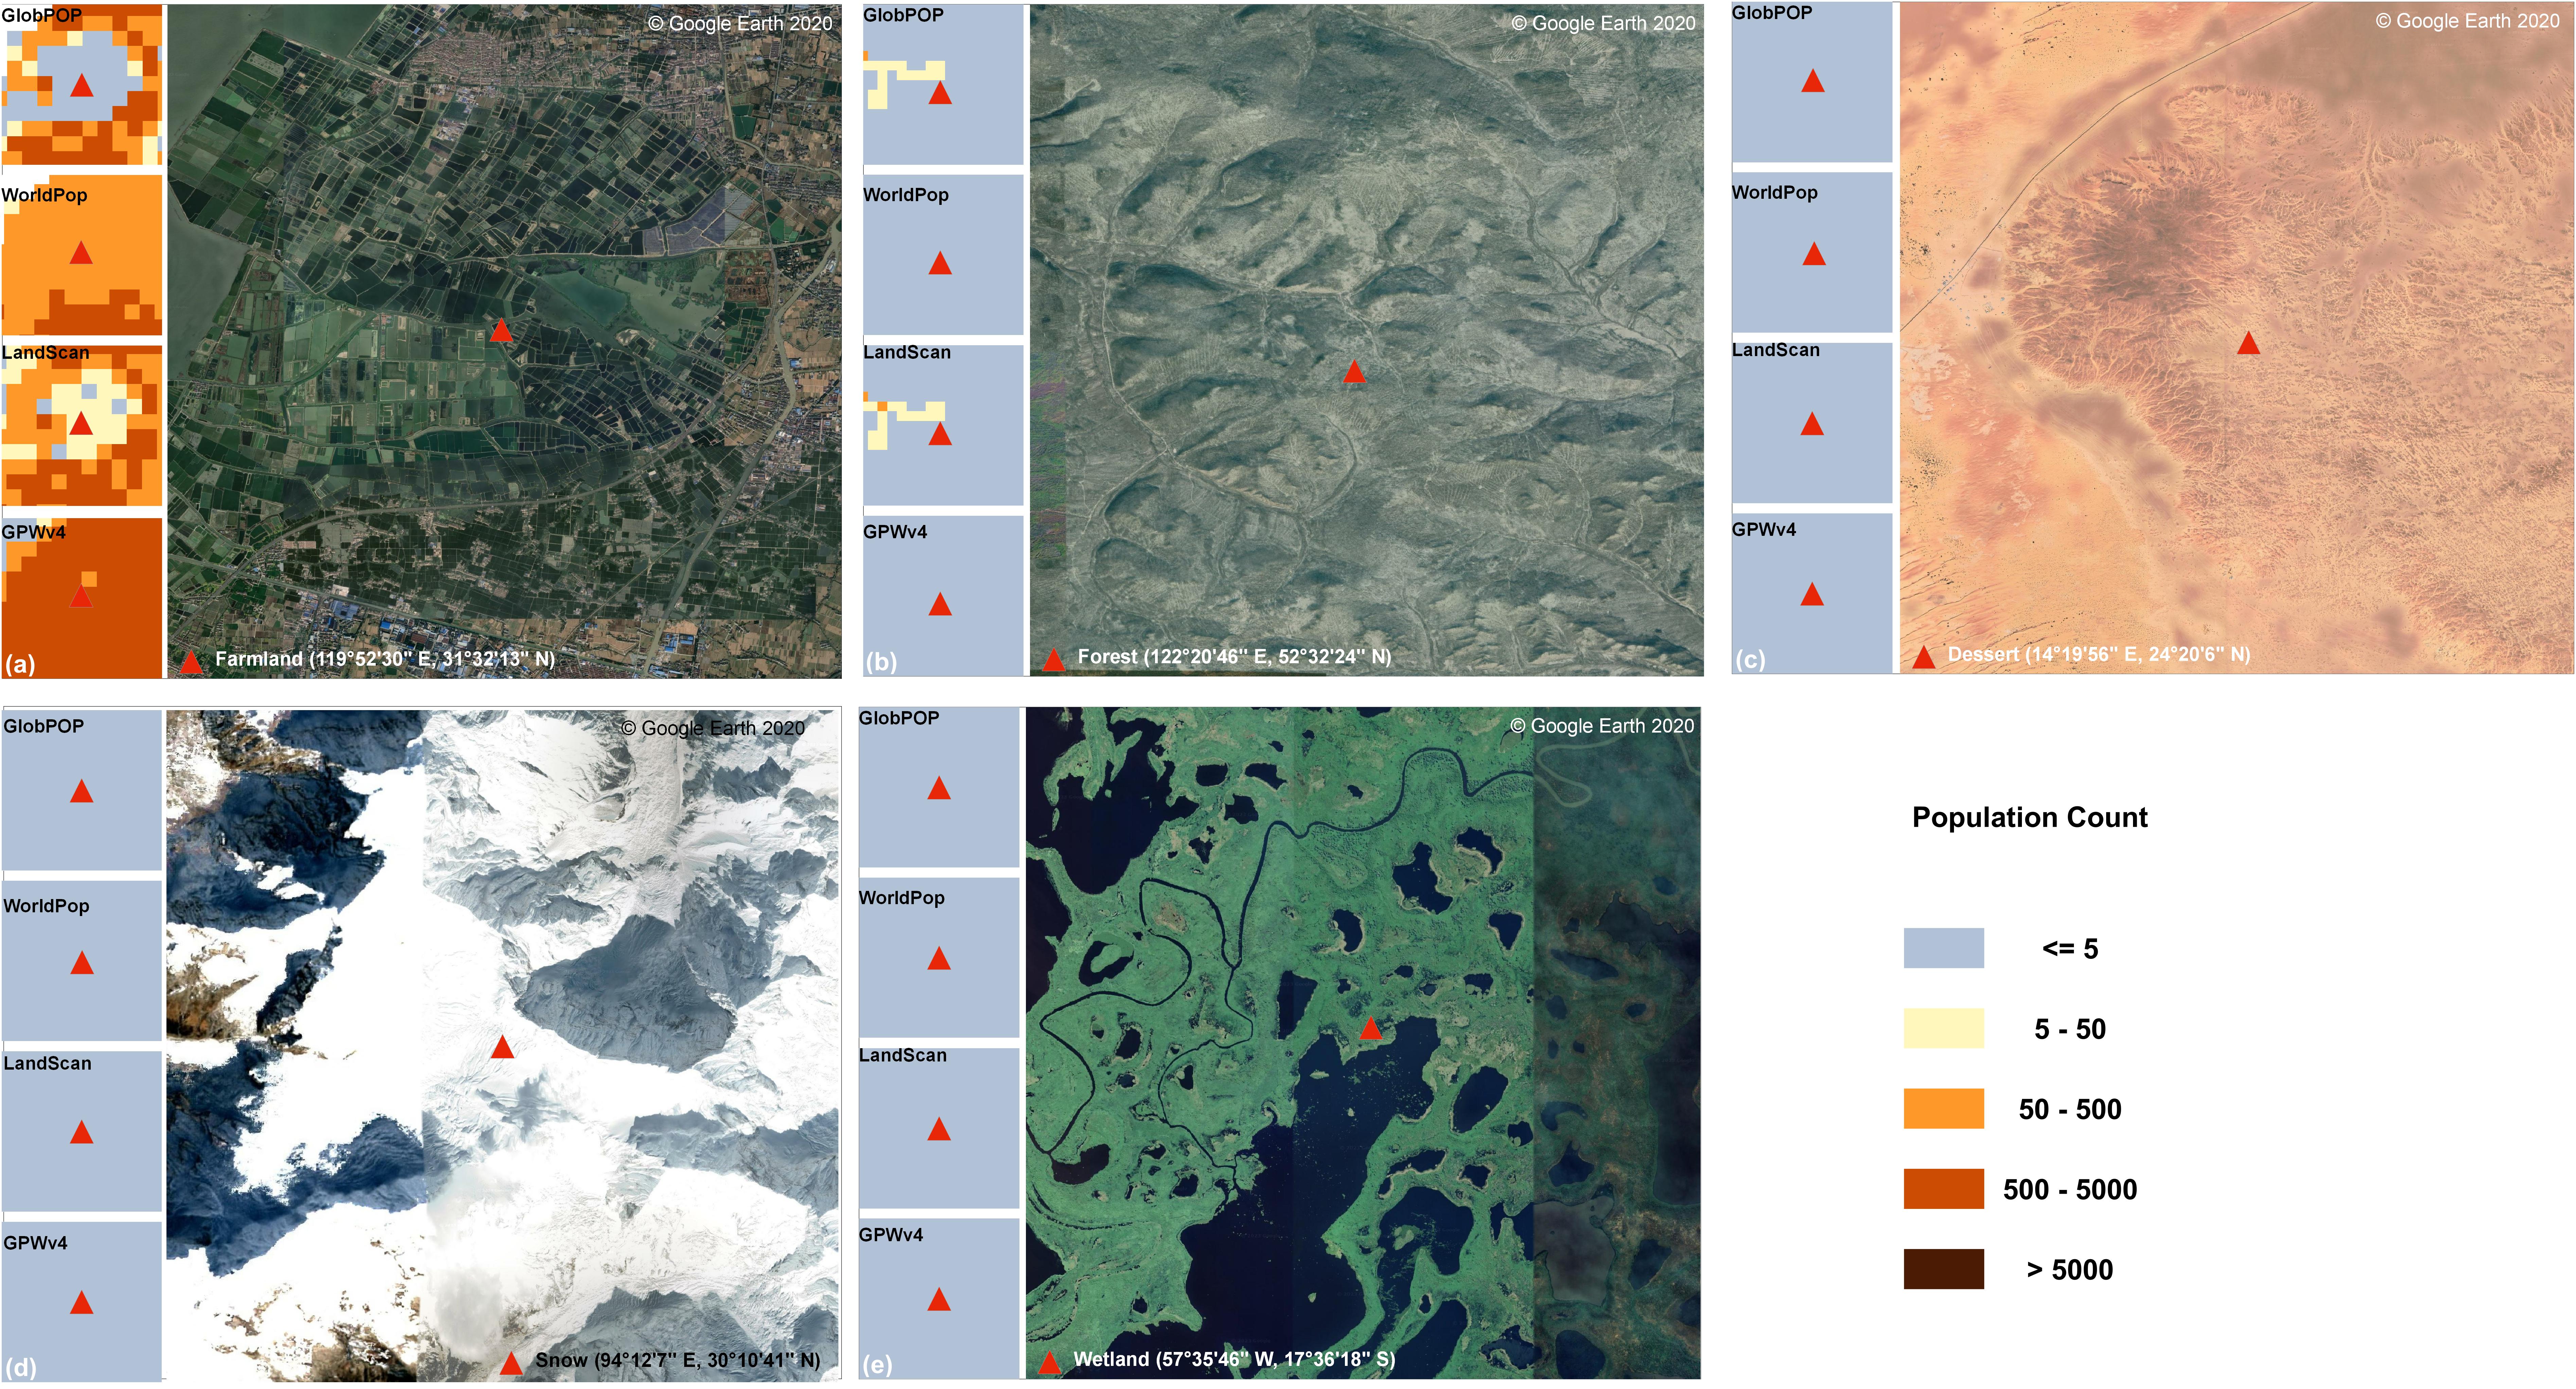 GlobPOP
© Google Earth 2020
WorldPop
LandScan
GPWv4
(a)
Farmland (119°52'30" E, 31°32'13" N)
GlobPOP
© Google Earth 2020
WorldPop
LandScan
GPWv4
(b)
Forest (122°20'46" E, 52°32'24" N)
GlobPOP
© Google Earth 2020
WorldPop
LandScan
GPWv4
(c)
Dessert (14°19'56" E, 24°20'6" N)
GlobPOP
© Google Earth 2020
WorldPop
LandScan
GPWv4
(d)
Snow (94°12'7" E, 30°10'41" N)
GlobPOP
© Google Earth 2020
WorldPop
LandScan
GPWv4
(e)
Wetland (57°35'46" W, 17°36'18" S)
Population Count
<= 5
5 - 50
50 - 500
500 - 5000
> 5000